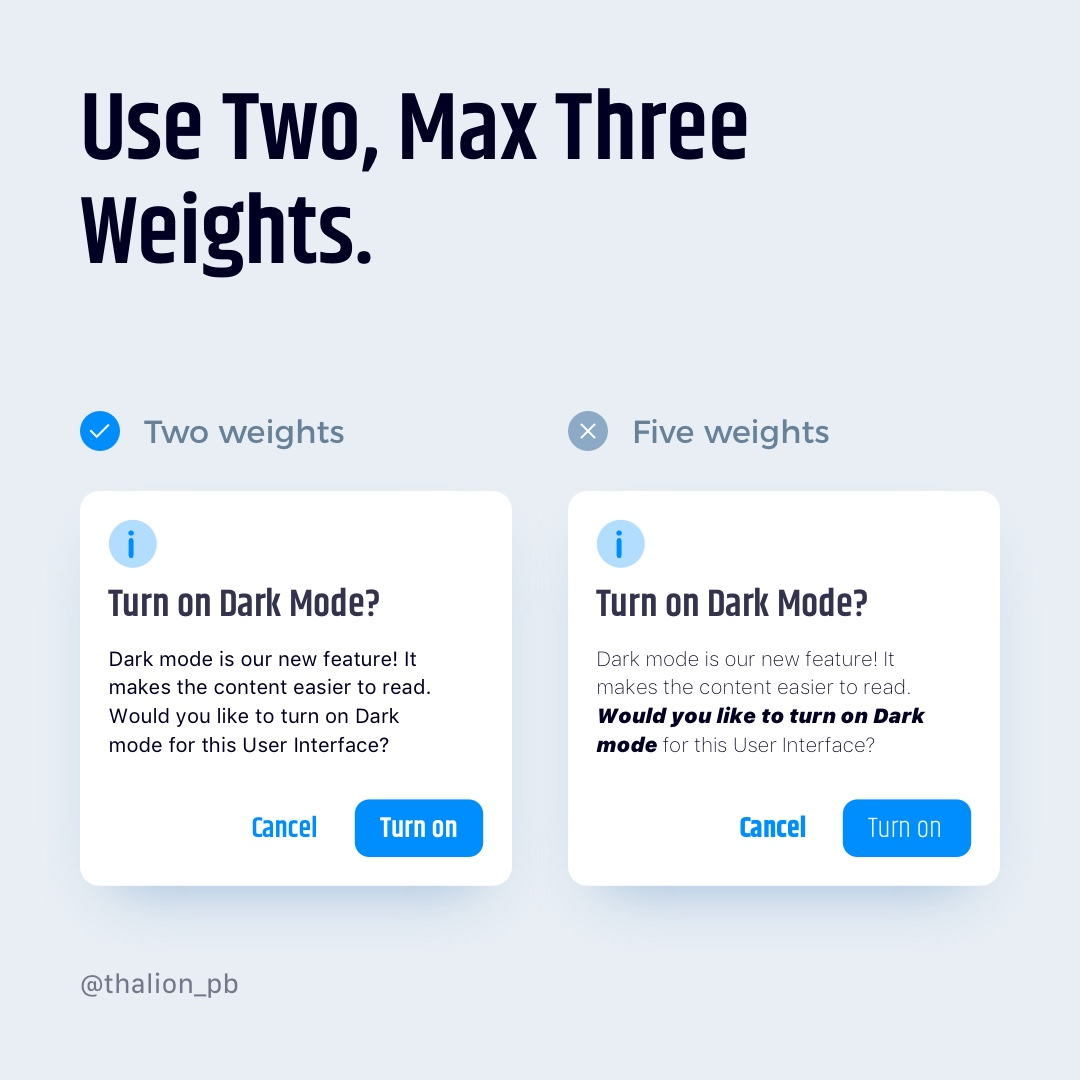 Use Two, Max Three
Weights.
Two weights
i
Turn on Dark Mode?
Dark mode is our new feature! It
makes the content easier to read.
Would you like to turn on Dark
mode for this User Interface?
Cancel
Turn on
Five weights
i
Turn on Dark Mode?
Dark mode is our new feature! It
makes the content easier to read.
Would you like to turn on Dark
mode for this User Interface?
Cancel
Turn on
@thalion_pb